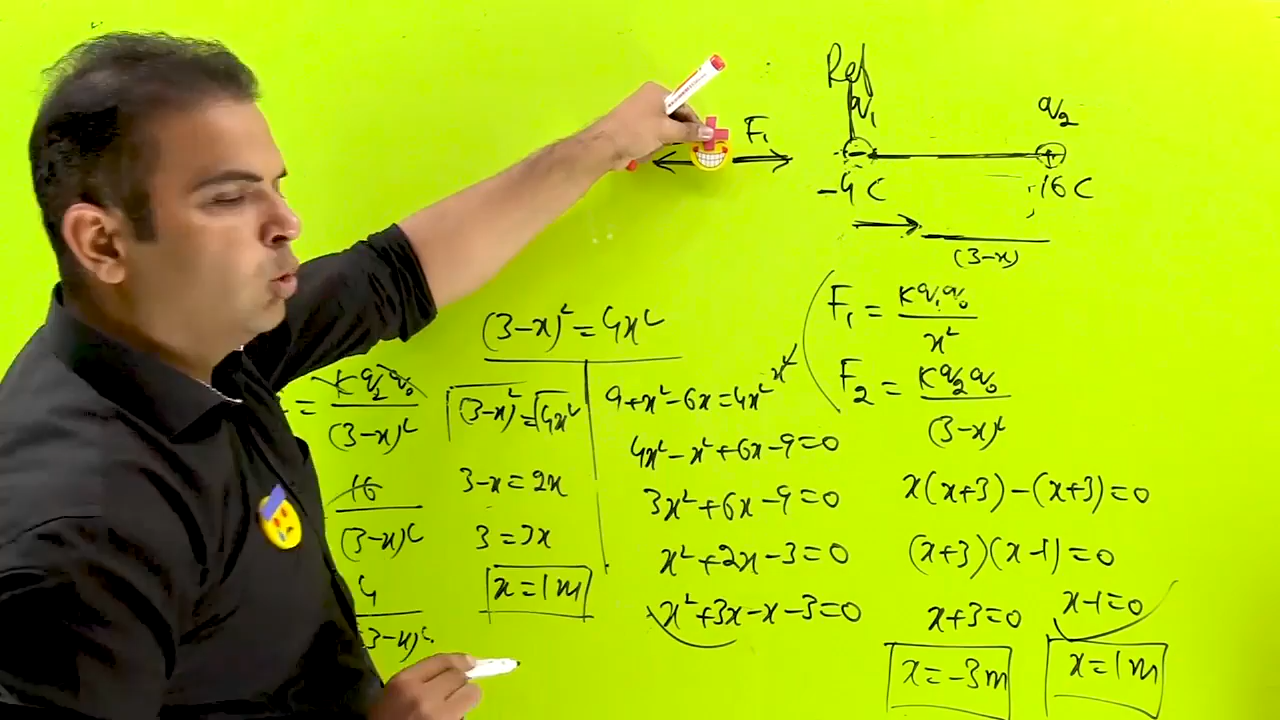 Ref
q₁
q₂
F₁
-4C
-16C
(3-x)
F₁ = Kq₁q₀/x²
F₂ = Kq₂q₀/(3-x)²
(3-x)² = 4x²
= Kq₂q₀/(3-x)²
16/(3-x)²
4/(3-x)²
√(3-x)² = √4x²
3-x = 2x
3 = 3x
x = 1m
9+x²-6x = 4x²
4x²-x²+6x-9=0
3x²+6x-9=0
x²+2x-3=0
x²+3x-x-3=0
x(x+3)-(x+3)=0
(x+3)(x-1)=0
x+3=0
x-1=0
x=-3m
x=1m